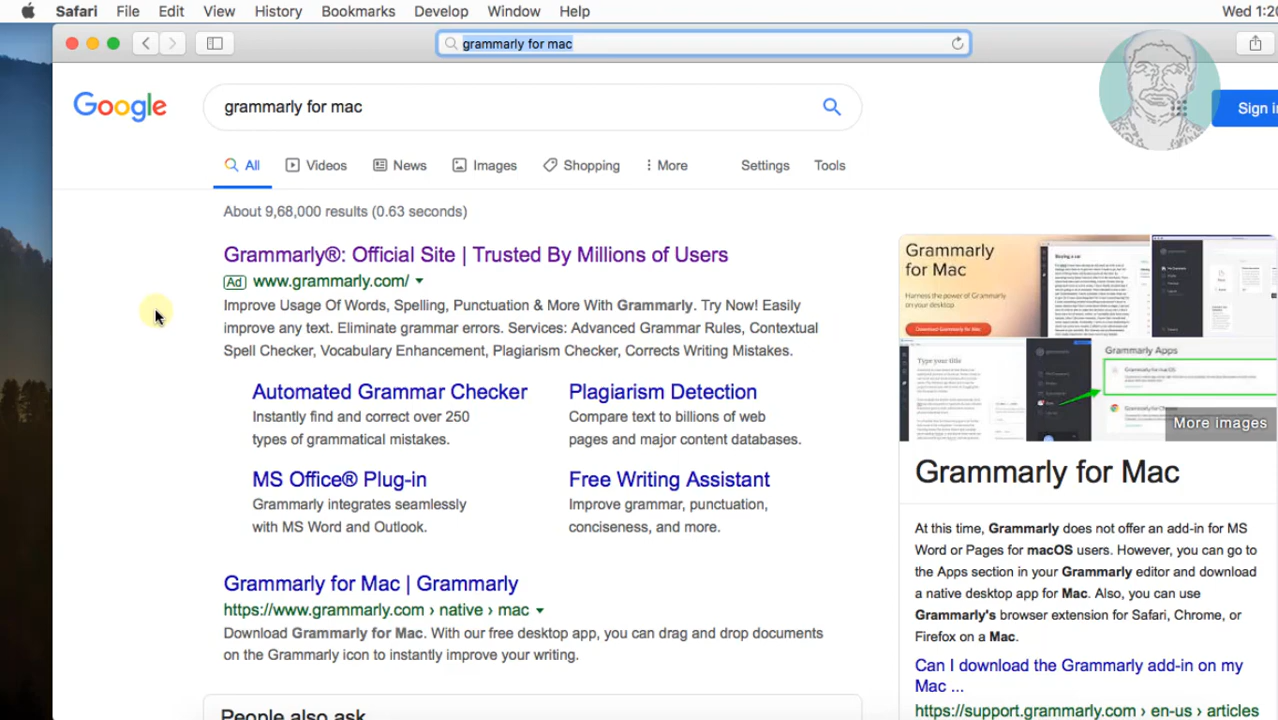 Safari File Edit View History Bookmarks Develop Window Help Wed 1:20
grammarly for mac
Google grammarly for mac Sign in
All Videos News Images Shopping More Settings Tools
About 9,68,000 results (0.63 seconds)
Grammarly®: Official Site | Trusted By Millions of Users
Ad www.grammarly.com/
Improve Usage Of Words, Spelling, Punctuation & More With Grammarly. Try Now! Easily
improve any text. Eliminate grammar errors. Services: Advanced Grammar Rules, Contextual
Spell Checker, Vocabulary Enhancement, Plagiarism Checker, Corrects Writing Mistakes.
Automated Grammar Checker
Instantly find and correct over 250
types of grammatical mistakes.
Plagiarism Detection
Compare text to billions of web
pages and major content databases.
MS Office® Plug-in
Grammarly integrates seamlessly
with MS Word and Outlook.
Free Writing Assistant
Improve grammar, punctuation,
conciseness, and more.
Grammarly for Mac | Grammarly
https://www.grammarly.com › native › mac
Download Grammarly for Mac. With our free desktop app, you can drag and drop documents
on the Grammarly icon to instantly improve your writing.
People also ask
Grammarly
for Mac
Harness the power of Grammarly
on your desktop
Download Grammarly for Mac
Type your title
Grammarly Apps
Grammarly for macOS
Grammarly for Chrome
More images
Grammarly for Mac
At this time, Grammarly does not offer an add-in for MS
Word or Pages for macOS users. However, you can go to
the Apps section in your Grammarly editor and download
a native desktop app for Mac. Also, you can use
Grammarly's browser extension for Safari, Chrome, or
Firefox on a Mac.
Can I download the Grammarly add-in on my
Mac ...
https://support.grammarly.com › en-us › articles